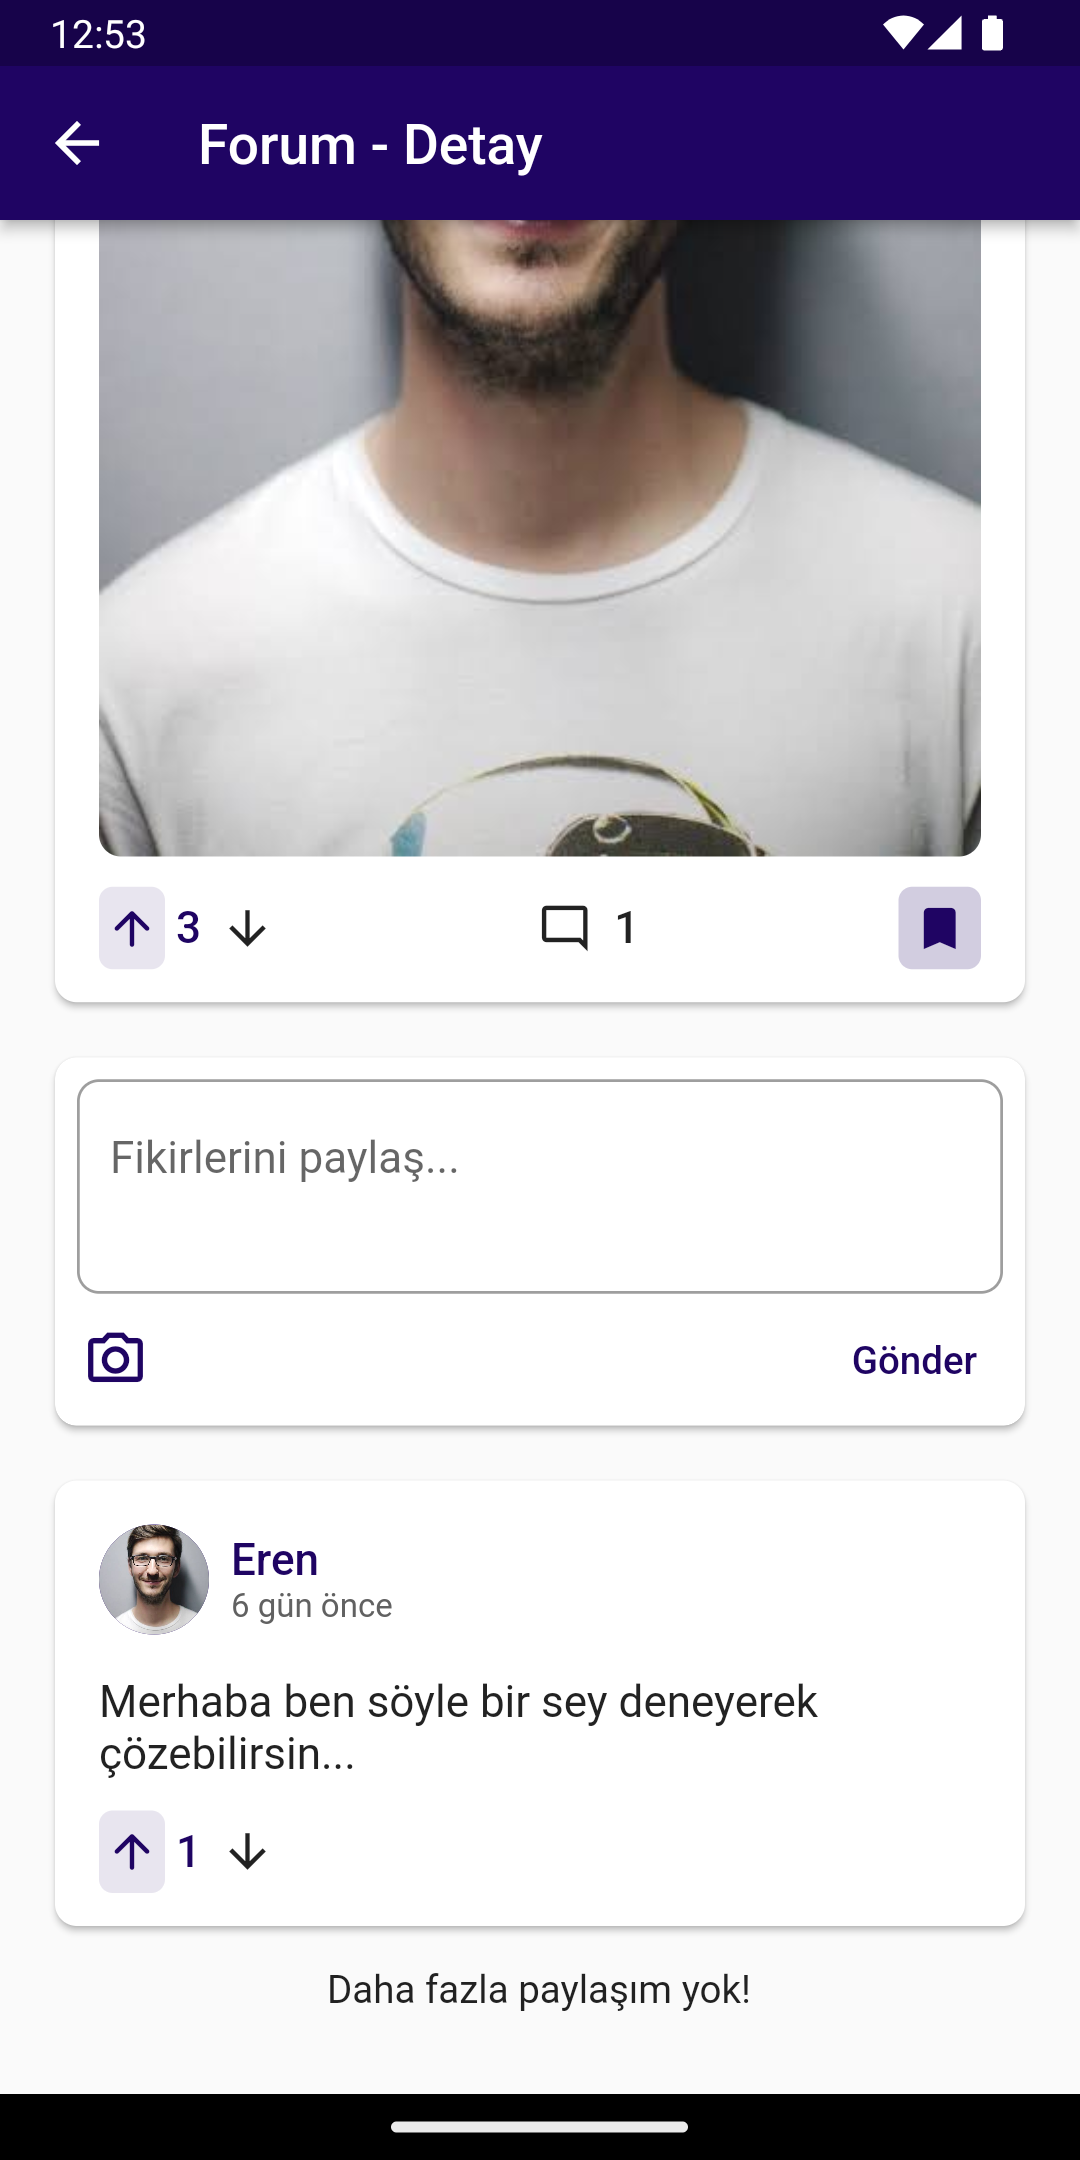 12:53
Forum - Detay
3
1
Fikirlerini paylaş...
Gönder
Eren
6 gün önce
Merhaba ben söyle bir sey deneyerek
çözebilirsin...
1
Daha fazla paylaşım yok!